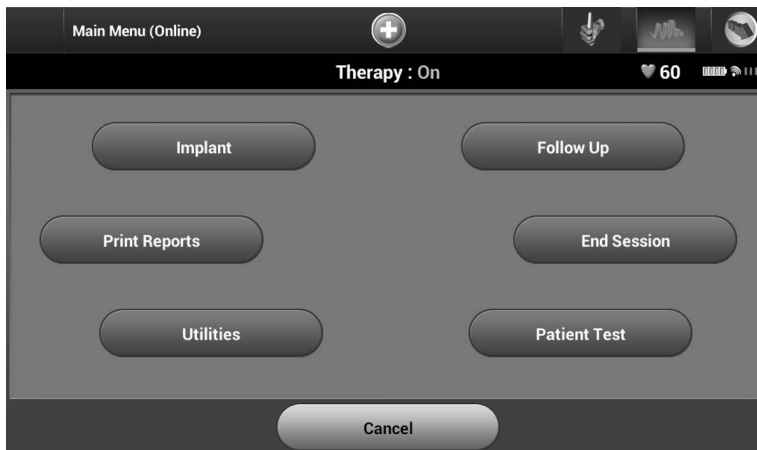 Main Menu (Online)
Therapy : On 60
Implant Follow Up
Print Reports End Session
Utilities Patient Test
Cancel